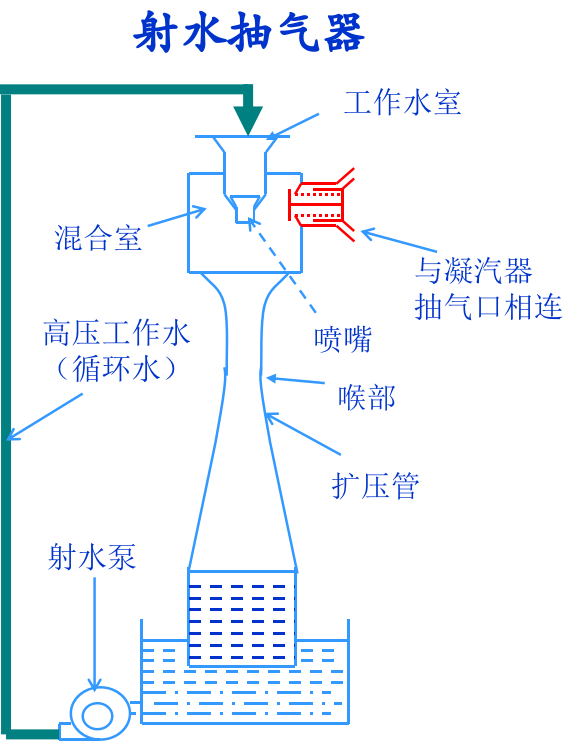 射水抽气器
工作水室
混合室
与凝汽器
抽气口相连
高压工作水
（循环水）
喷嘴
喉部
扩压管
射水泵